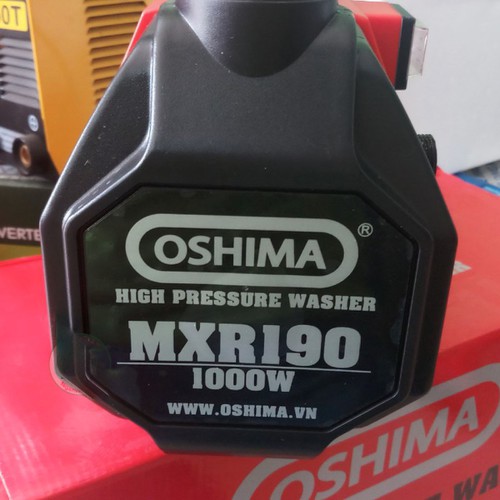 OSHIMA®
HIGH PRESSURE WASHER
MXR190
1000W
WWW.OSHIMA.VN
OSHIMA